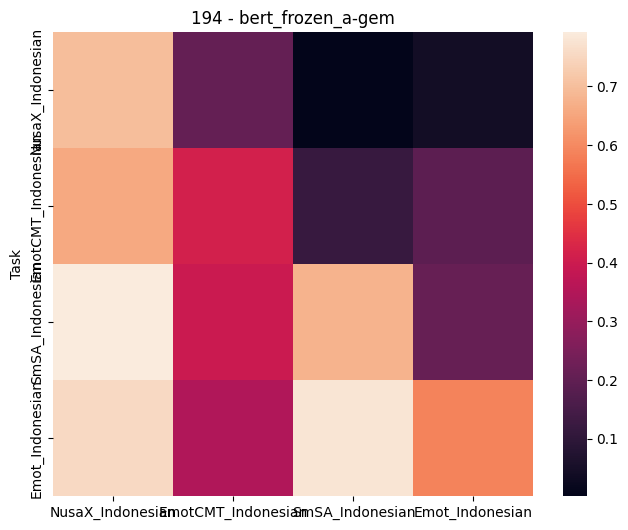 194 - bert_frozen_a-gem
NusaX_Indonesian
EmotCMT_Indonesian
SmSA_Indonesian
Emot_Indonesian
Task
NusaX_Indonesian
EmotCMT_Indonesian
SmSA_Indonesian
Emot_Indonesian
0.7
0.6
0.5
0.4
0.3
0.2
0.1